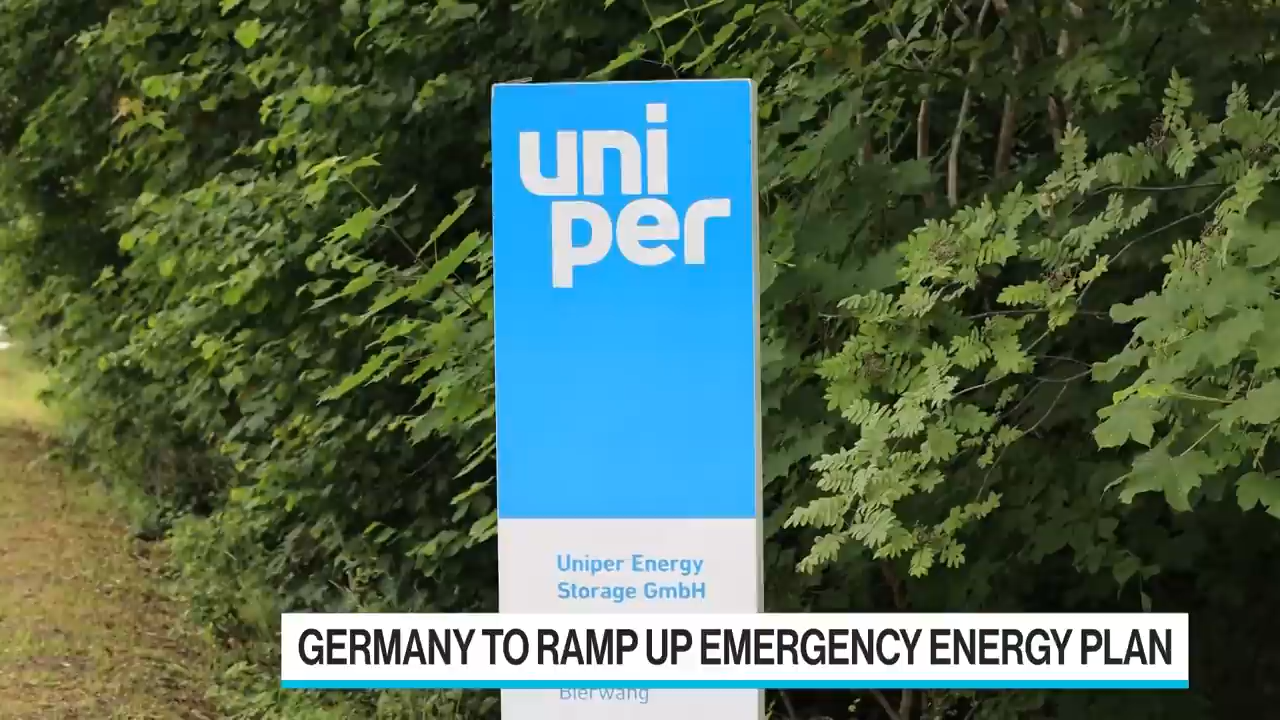 uni
per
Uniper Energy
Storage GmbH
GERMANY TO RAMP UP EMERGENCY ENERGY PLAN
Bierwang